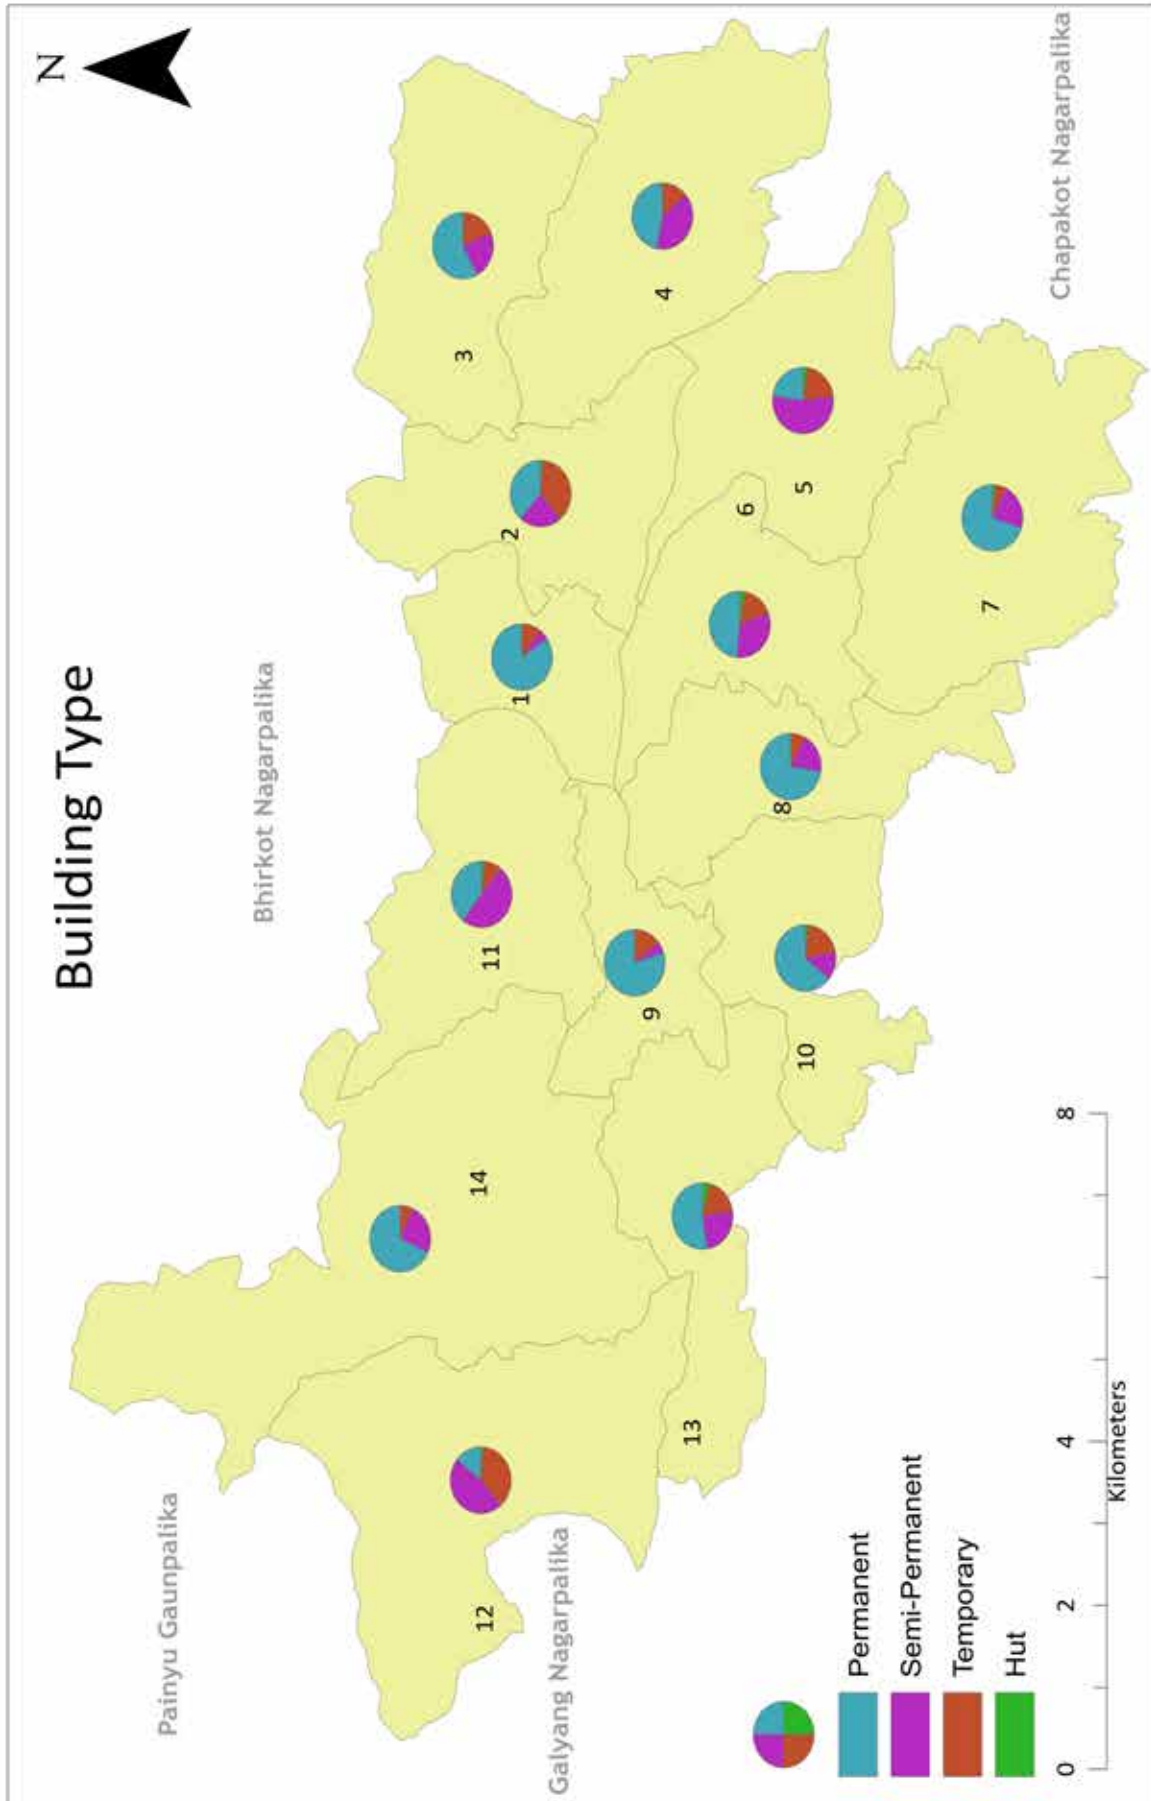 Building Type
N
Bhirkot Nagarpalika
Painyu Gaunpalika
Galyang Nagarpalika
Chapakot Nagarpalika
3
4
2
1
11
14
12
9
6
5
8
7
10
13
Permanent
Semi-Permanent
Temporary
Hut
0 2 4 8
Kilometers